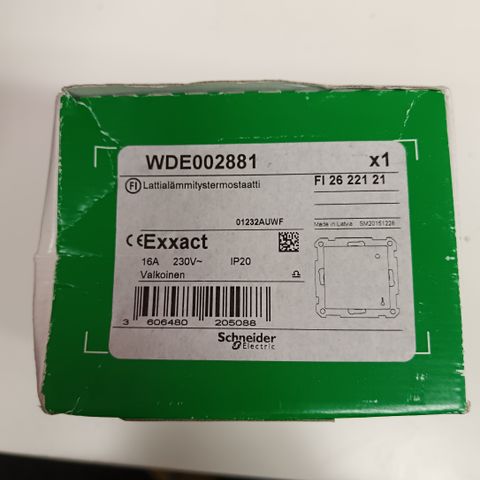 WDE002881 x1
FI Lattialämmitystermostaatti FI 26 221 21
01232AUWF Made in Latvia SM20151226
CE Exxact
16A 230V~ IP20
Valkoinen
3 606480 205088
Schneider
Electric